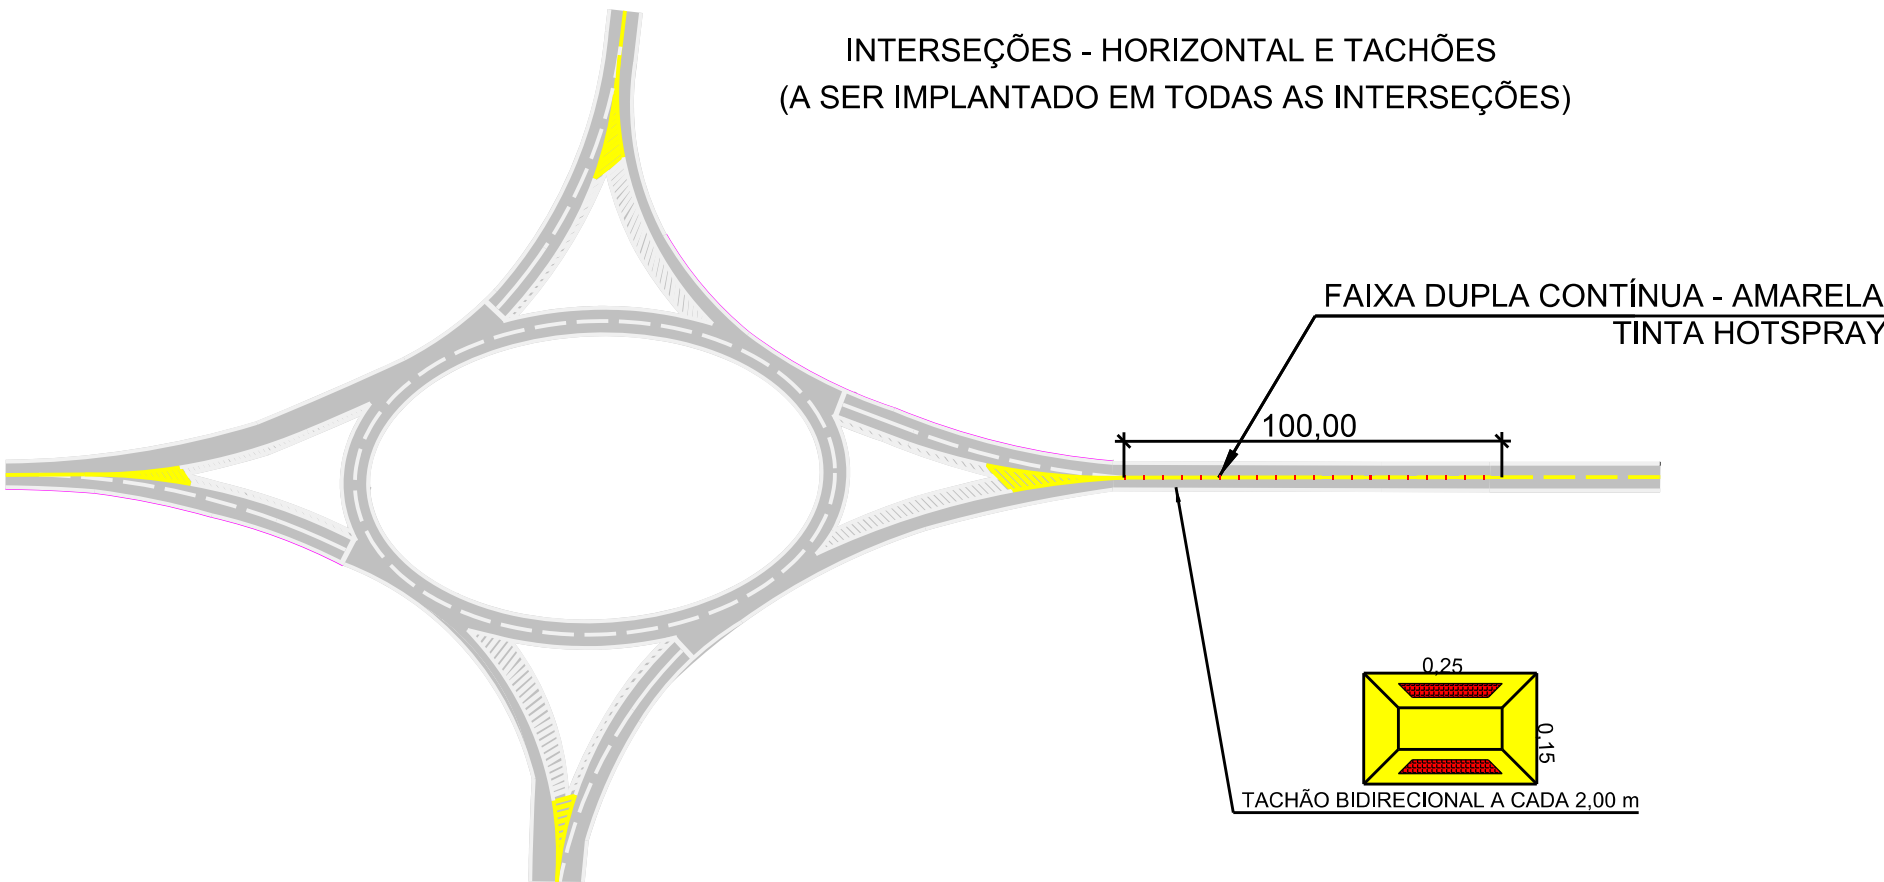 INTERSEÇÕES - HORIZONTAL E TACHÕES
(A SER IMPLANTADO EM TODAS AS INTERSEÇÕES)
FAIXA DUPLA CONTÍNUA - AMARELA
TINTA HOTSPRAY
100,00
0,25
0,15
TACHÃO BIDIRECIONAL A CADA 2,00 m